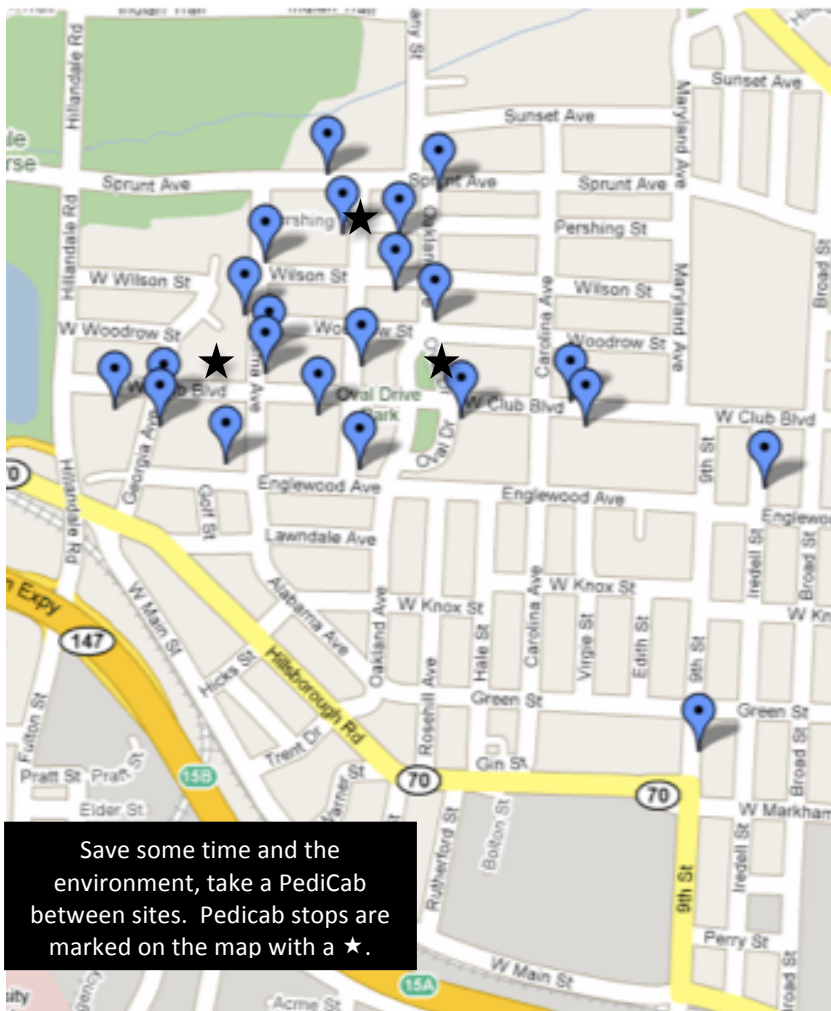 Indian Trail
Indian Trail
Hillandale Rd
Sunset Ave
Sunset Ave
Maryland Ave
Sprunt Ave
Sprunt Ave
Sprunt Ave
Hillandale Rd
Pershing St
Broad St
W Wilson St
Wilson St
Wilson St
Carolina Ave
Maryland Ave
W Woodrow St
Woodrow St
Oval Drive
Park
W Club Blvd
W Club Blvd
Georgia Ave
Oval Dr
9th St
70
Hillandale Rd
Golf St
Englewood Ave
Englewood Ave
Iredell St
Broad St
Lawndale Ave
W Knox St
W Knox St
Expy
147
W Main St
Alabama Ave
Oakland Ave
Rosehill Ave
Hale St
Carolina Ave
Virgie St
Edith St
9th St
Hicks St
Hillsborough Rd
Green St
Green St
Fulton St
Trent Dr
Gin St
Broad St
Pratt St
15B
70
70
Elder St
Rutherford St
Bolton St
W Markham
Iredell St
9th St
Save some time and the
environment, take a PediCab
between sites. Pedicab stops are
marked on the map with a ★.
Perry St
W Main St
15A
Acme St